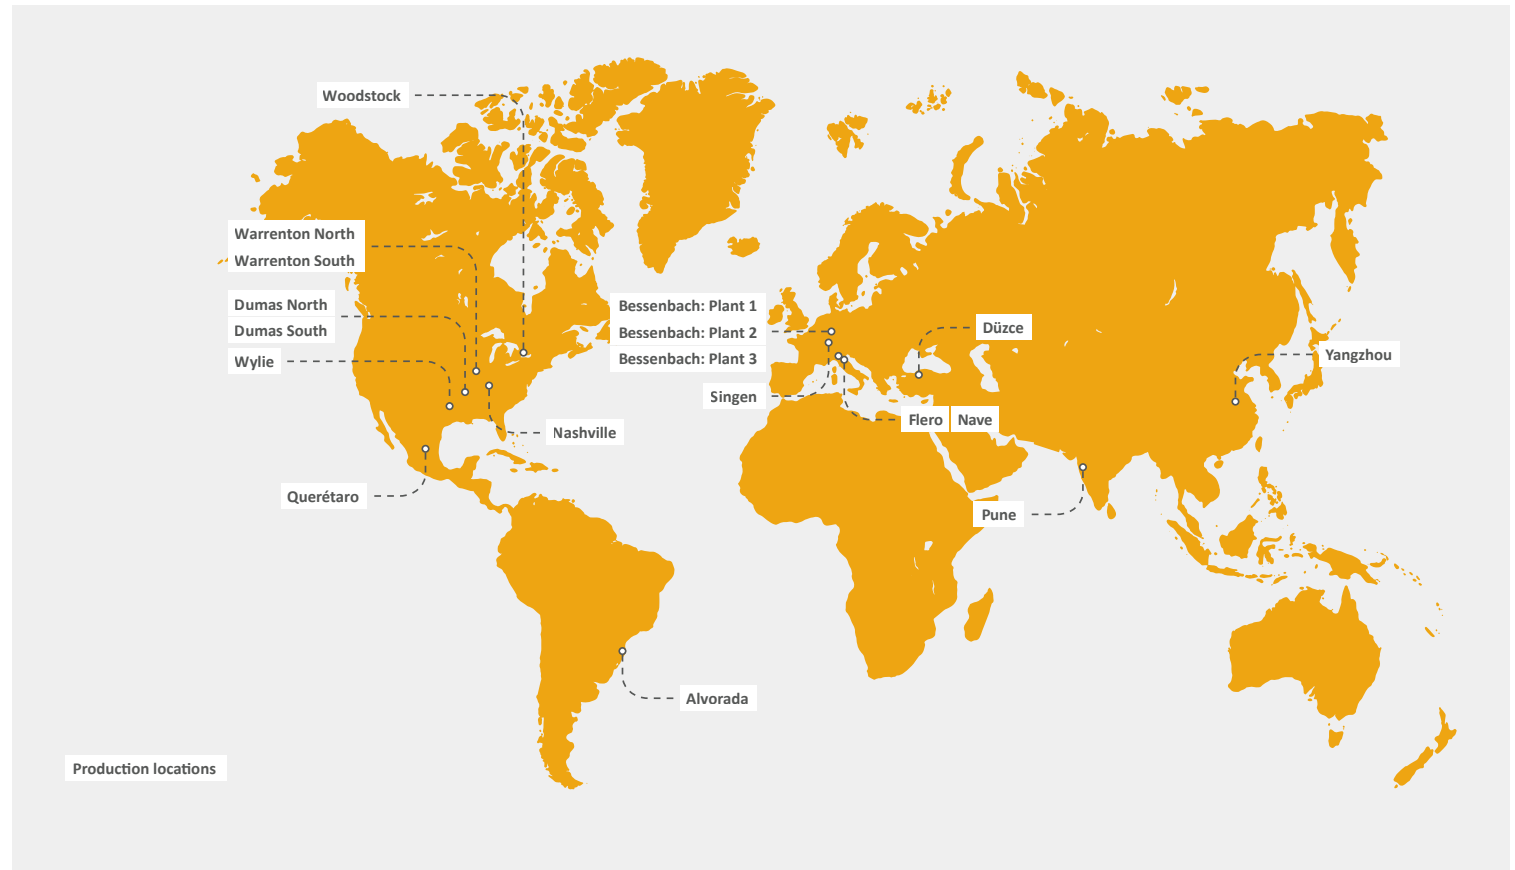 Woodstock
Warrenton North
Warrenton South
Dumas North
Dumas South
Wylie
Nashville
Querétaro
Alvorada
Bessenbach: Plant 1
Bessenbach: Plant 2
Bessenbach: Plant 3
Singen
Düzce
Flero
Nave
Pune
Yangzhou
Production locations